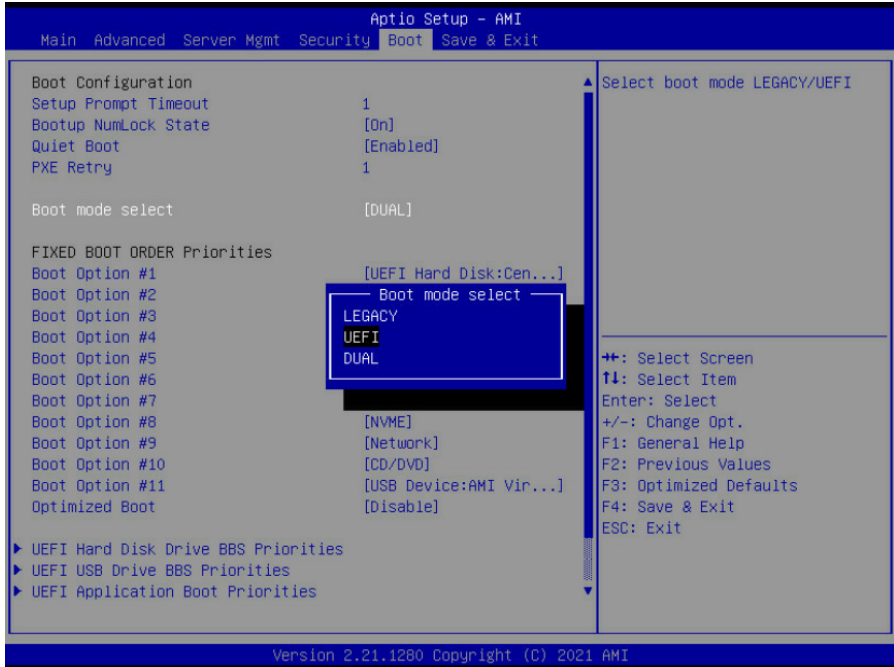 Aptio Setup – AMI
Main Advanced Server Mgmt Security Boot Save & Exit
Boot Configuration
Setup Prompt Timeout 1
Bootup NumLock State [On]
Quiet Boot [Enabled]
PXE Retry 1
Boot mode select [DUAL]
FIXED BOOT ORDER Priorities
Boot Option #1 [UEFI Hard Disk:Cen...]
Boot Option #2
Boot Option #3
Boot Option #4
Boot Option #5
Boot Option #6
Boot Option #7
Boot Option #8 [NVME]
Boot Option #9 [Network]
Boot Option #10 [CD/DVD]
Boot Option #11 [USB Device:AMI Vir...]
Optimized Boot [Disable]
UEFI Hard Disk Drive BBS Priorities
UEFI USB Drive BBS Priorities
UEFI Application Boot Priorities
Boot mode select
LEGACY
UEFI
DUAL
Select boot mode LEGACY/UEFI
→←: Select Screen
↑↓: Select Item
Enter: Select
+/-: Change Opt.
F1: General Help
F2: Previous Values
F3: Optimized Defaults
F4: Save & Exit
ESC: Exit
Version 2.21.1280 Copyright (C) 2021 AMI